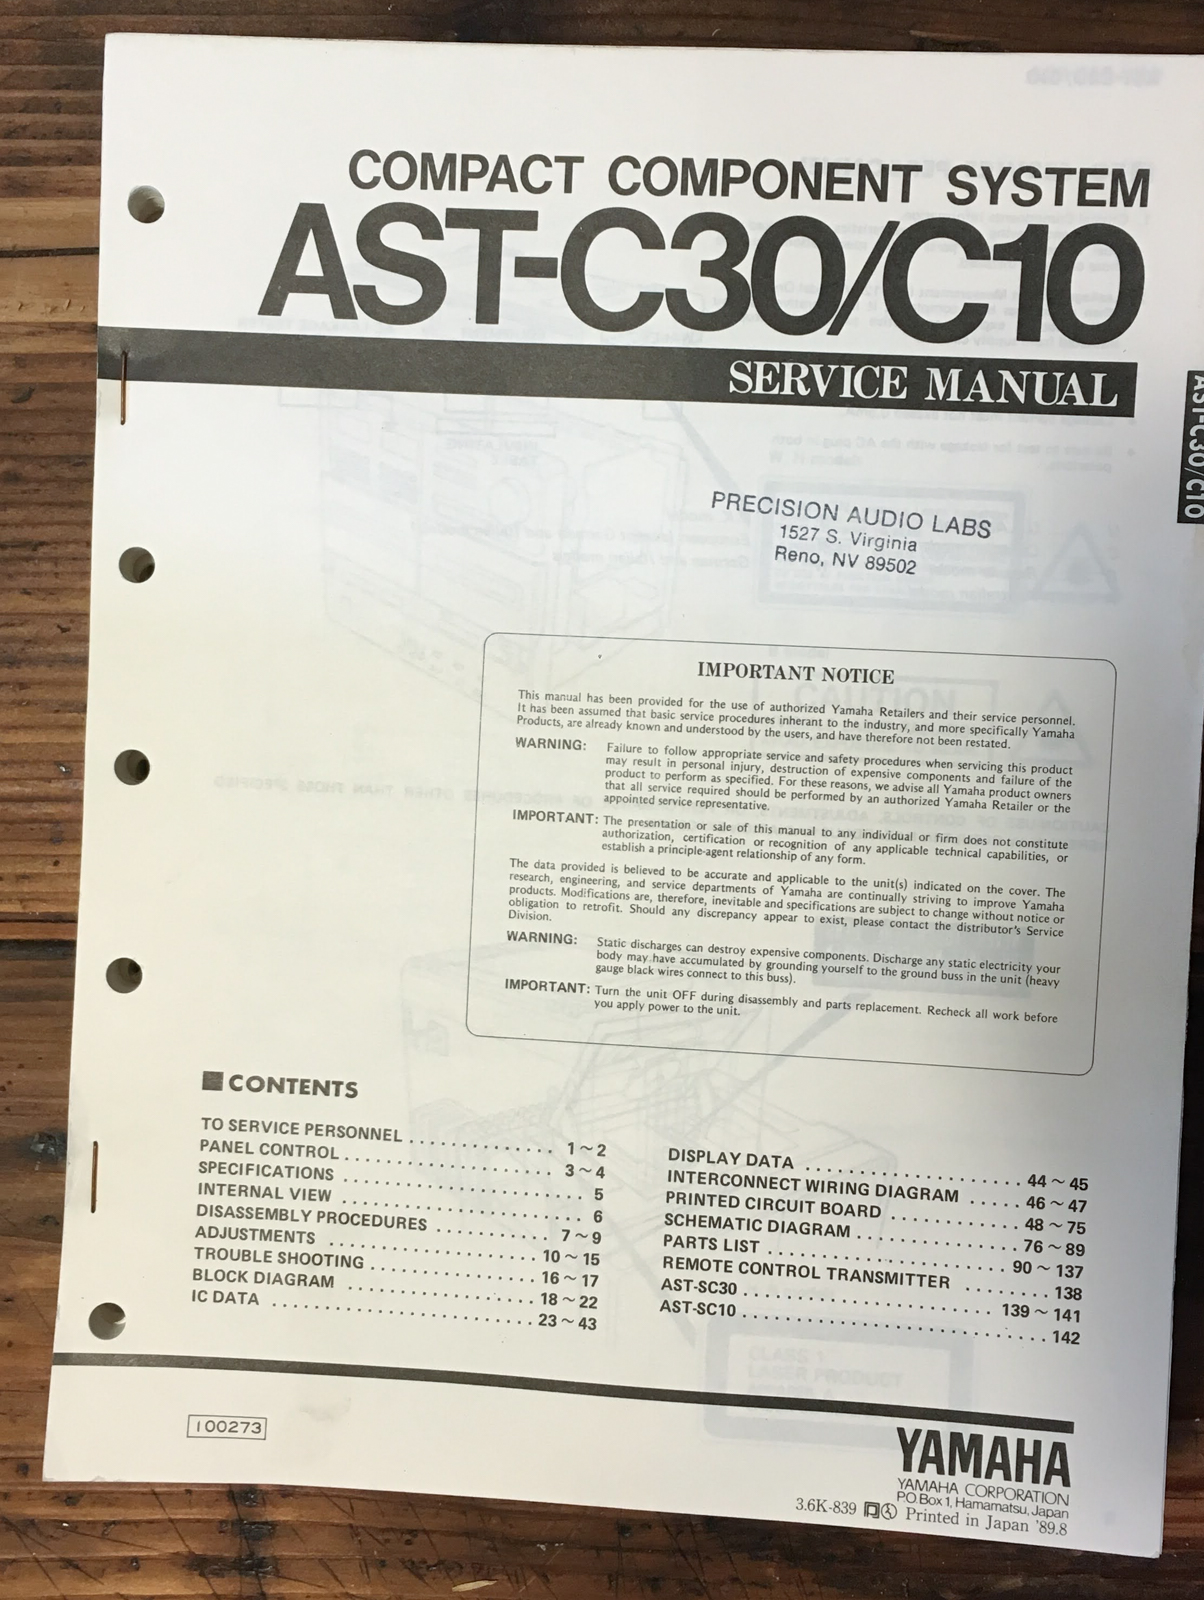 COMPACT COMPONENT SYSTEM
AST-C30/C10
SERVICE MANUAL
AST-C30/C10
PRECISION AUDIO LABS
1527 S. Virginia
Reno, NV 89502
IMPORTANT NOTICE
This manual has been provided for the use of authorized Yamaha Retailers and their service personnel.
It has been assumed that basic service procedures inherant to the industry, and more specifically Yamaha
Products, are already known and understood by the users, and have therefore not been restated.
WARNING: Failure to follow appropriate service and safety procedures when servicing this product
may result in personal injury, destruction of expensive components and failure of the
product to perform as specified. For these reasons, we advise all Yamaha product owners
that all service required should be performed by an authorized Yamaha Retailer or the
appointed service representative.
IMPORTANT: The presentation or sale of this manual to any individual or firm does not constitute
authorization, certification or recognition of any applicable technical capabilities, or
establish a principle-agent relationship of any form.
The data provided is believed to be accurate and applicable to the unit(s) indicated on the cover. The
research, engineering, and service departments of Yamaha are continually striving to improve Yamaha
products. Modifications are, therefore, inevitable and specifications are subject to change without notice or
obligation to retrofit. Should any discrepancy appear to exist, please contact the distributor's Service
Division.
WARNING: Static discharges can destroy expensive components. Discharge any static electricity your
body may have accumulated by grounding yourself to the ground buss in the unit (heavy
gauge black wires connect to this buss).
IMPORTANT: Turn the unit OFF during disassembly and parts replacement. Recheck all work before
you apply power to the unit.
■ CONTENTS
TO SERVICE PERSONNEL .............. 1~2
PANEL CONTROL .................... 3~4
SPECIFICATIONS ....................... 5
INTERNAL VIEW ....................... 6
DISASSEMBLY PROCEDURES .......... 7~9
ADJUSTMENTS .................... 10~15
TROUBLE SHOOTING ............... 16~17
BLOCK DIAGRAM .................. 18~22
IC DATA ......................... 23~43
DISPLAY DATA .................... 44~45
INTERCONNECT WIRING DIAGRAM ..... 46~47
PRINTED CIRCUIT BOARD ............ 48~75
SCHEMATIC DIAGRAM ............... 76~89
PARTS LIST ........................ 90~137
REMOTE CONTROL TRANSMITTER ........ 138
AST-SC30 ....................... 139~141
AST-SC10 ............................ 142
100273
YAMAHA
YAMAHA CORPORATION
P.O.Box 1, Hamamatsu, Japan
3.6K-839 Printed in Japan '89.8